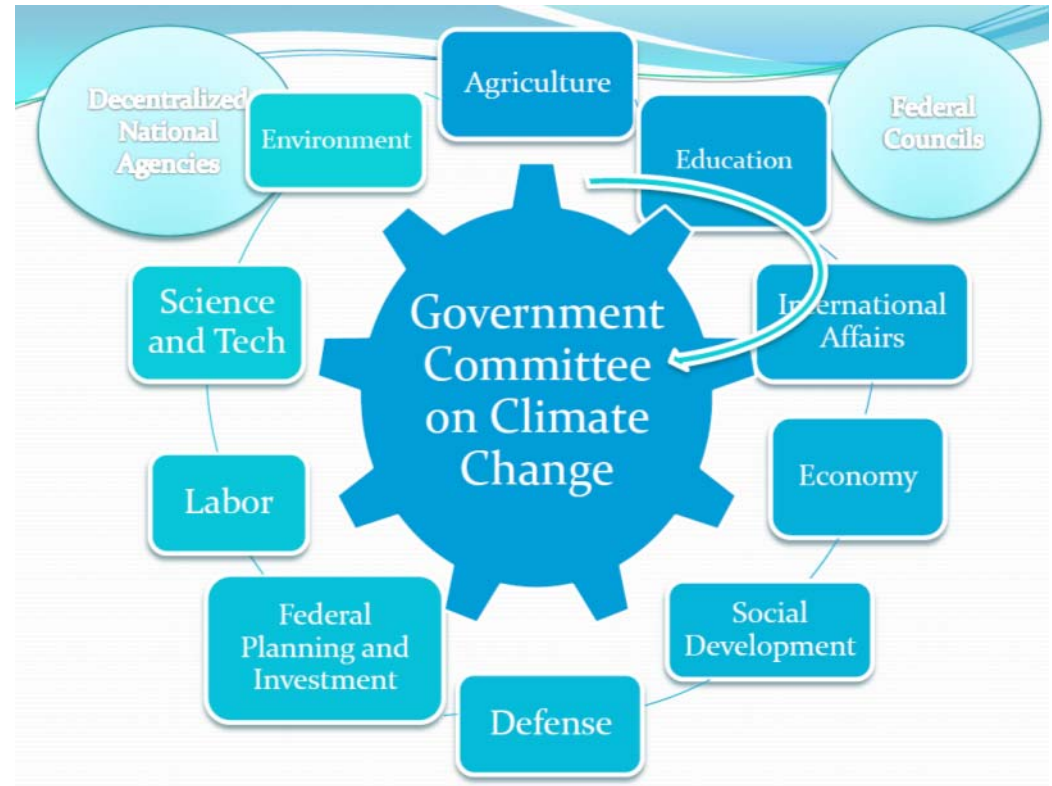 Decentralized
National
Agencies
Environment
Agriculture
Education
Federal
Councils
Science
and Tech
Government
Committee
on Climate
Change
International
Affairs
Labor
Economy
Federal
Planning and
Investment
Social
Development
Defense